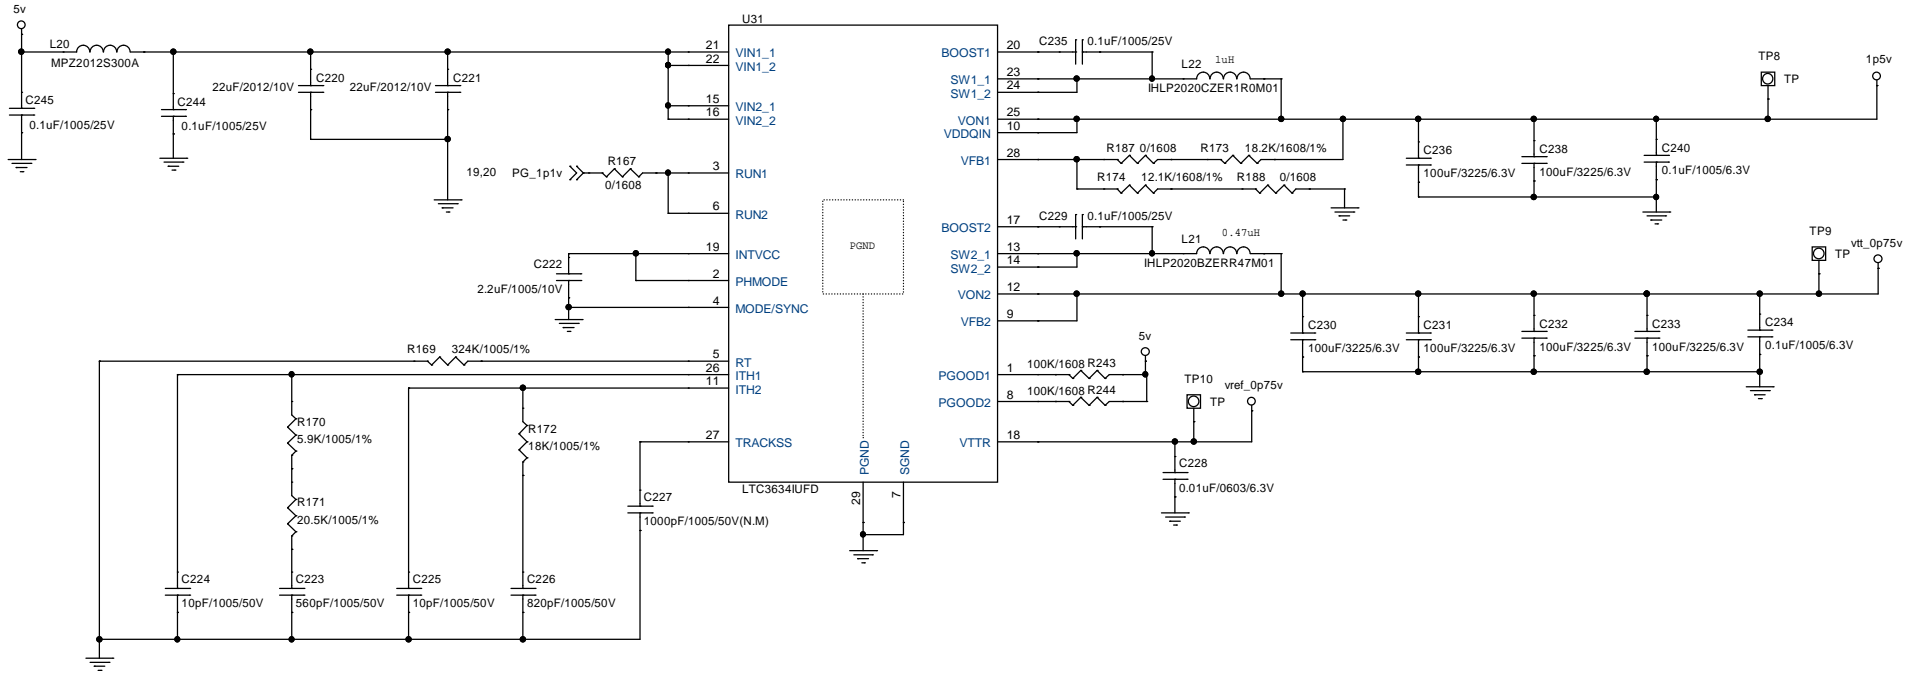 5v
L20
MPZ2012S300A
C245
0.1uF/1005/25V
C244
0.1uF/1005/25V
C220
22uF/2012/10V
C221
22uF/2012/10V
19,20
PG_1p1v
R167
0/1608
C222
2.2uF/1005/10V
R169
324K/1005/1%
R170
5.9K/1005/1%
R171
20.5K/1005/1%
R172
18K/1005/1%
C224
10pF/1005/50V
C223
560pF/1005/50V
C225
10pF/1005/50V
C226
820pF/1005/50V
C227
1000pF/1005/50V(N.M)
U31
21 VIN1_1
22 VIN1_2
15 VIN2_1
16 VIN2_2
3 RUN1
6 RUN2
19 INTVCC
2 PHMODE
4 MODE/SYNC
5 RT
26 ITH1
11 ITH2
27 TRACKSS
PGND
PGND
29
SGND
7
LTC3634IUFD
BOOST1 20
SW1_1 23
SW1_2 24
VON1 25
VDDQIN 10
VFB1 28
BOOST2 17
SW2_1 13
SW2_2 14
VON2 12
VFB2 9
PGOOD1 1
PGOOD2 8
VTTR 18
C235
0.1uF/1005/25V
L22
1uH
IHLP2020CZER1R0M01
R187 0/1608
R173
18.2K/1608/1%
R174
12.1K/1608/1%
R188
0/1608
C229
0.1uF/1005/25V
L21
0.47uH
IHLP2020BZERR47M01
TP8
TP
1p5v
C236
100uF/3225/6.3V
C238
100uF/3225/6.3V
C240
0.1uF/1005/6.3V
TP9
TP
vtt_0p75v
C230
100uF/3225/6.3V
C231
100uF/3225/6.3V
C232
100uF/3225/6.3V
C233
100uF/3225/6.3V
C234
0.1uF/1005/6.3V
5v
100K/1608 R243
100K/1608 R244
TP10
TP
vref_0p75v
C228
0.01uF/0603/6.3V